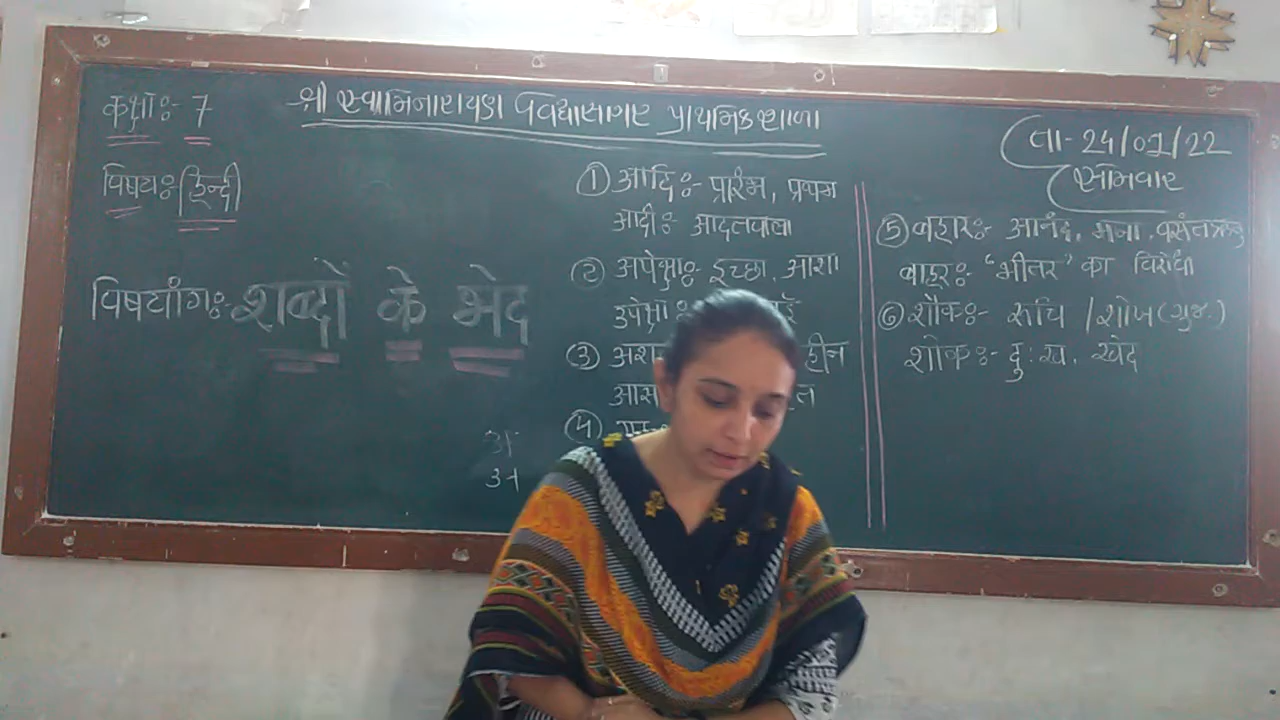 कक्षाः- 7
श्री स्वामिनारायण विद्यासागर प्राथमिक शाळा
ता- 24/01/22
सोमवार
विषयः- हिन्दी
विषयांगः- शब्दों के भेद
① आदिः- प्रारंभ, प्रथम
आदीः- आदतवाला
② अपेक्षाः- इच्छा, आशा
उपेक्षाः-
③
हीन
④
⑤ बहारः- आनंद, मजा, वसंतऋतु
बाहरः- "भीतर" का विरोधी
⑥ शौकः- रुचि / शोख (गुज.)
शोकः- दुःख, खेद